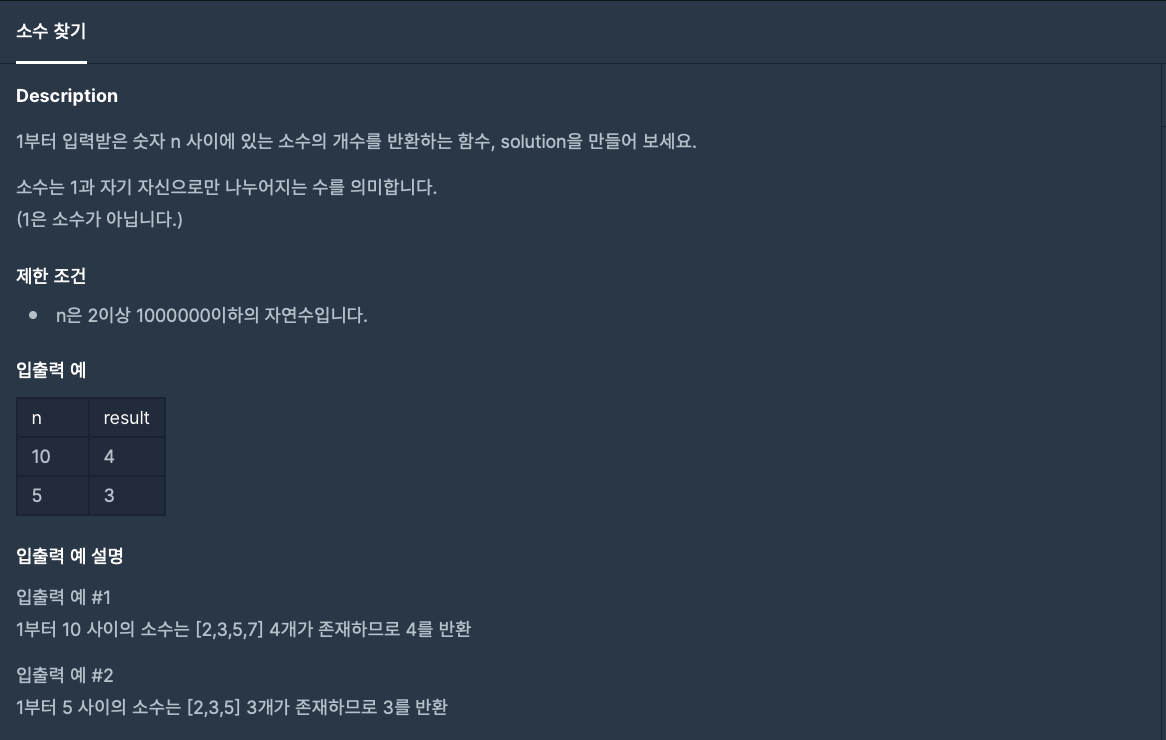 소수 찾기
Description
1부터 입력받은 숫자 n 사이에 있는 소수의 개수를 반환하는 함수, solution을 만들어 보세요.
소수는 1과 자기 자신으로만 나누어지는 수를 의미합니다.
(1은 소수가 아닙니다.)
제한 조건
● n은 2이상 1000000이하의 자연수입니다.
입출력 예
n result
10 4
5 3
입출력 예 설명
입출력 예 #1
1부터 10 사이의 소수는 [2,3,5,7] 4개가 존재하므로 4를 반환
입출력 예 #2
1부터 5 사이의 소수는 [2,3,5] 3개가 존재하므로 3를 반환